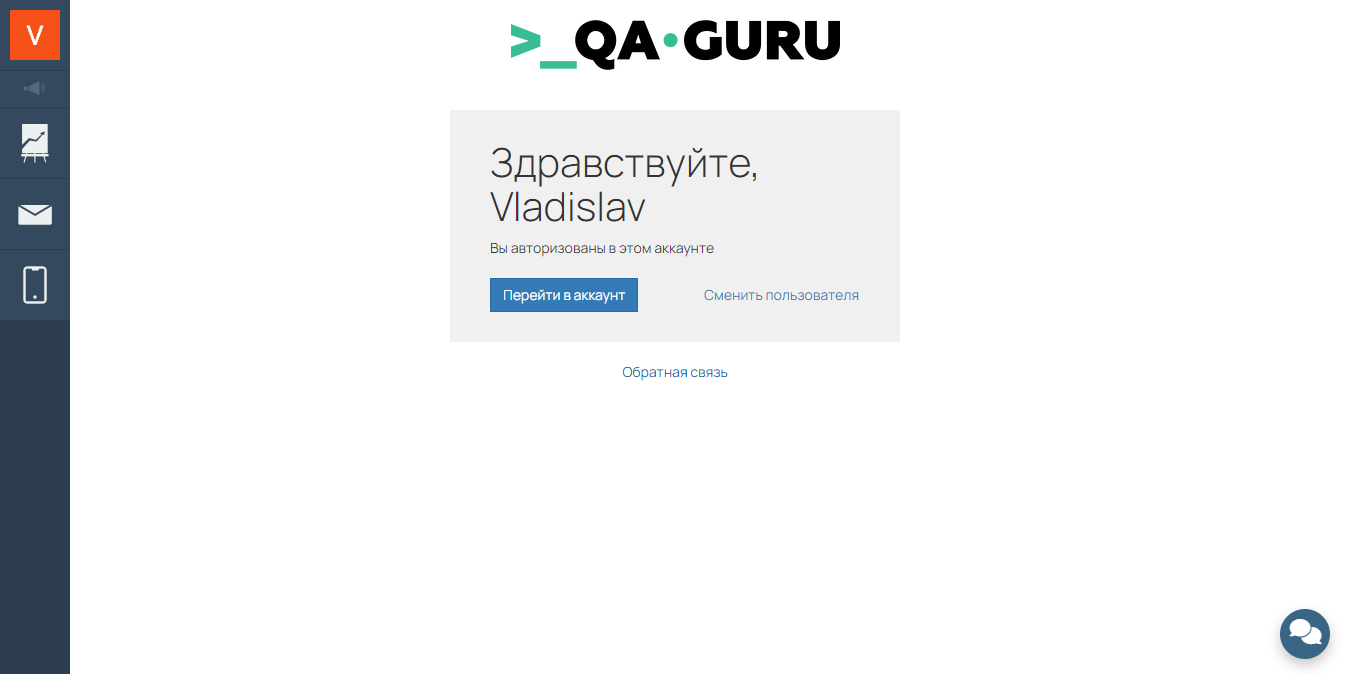 V
>_QA•GURU
Здравствуйте,
Vladislav
Вы авторизованы в этом аккаунте
Перейти в аккаунт
Сменить пользователя
Обратная связь